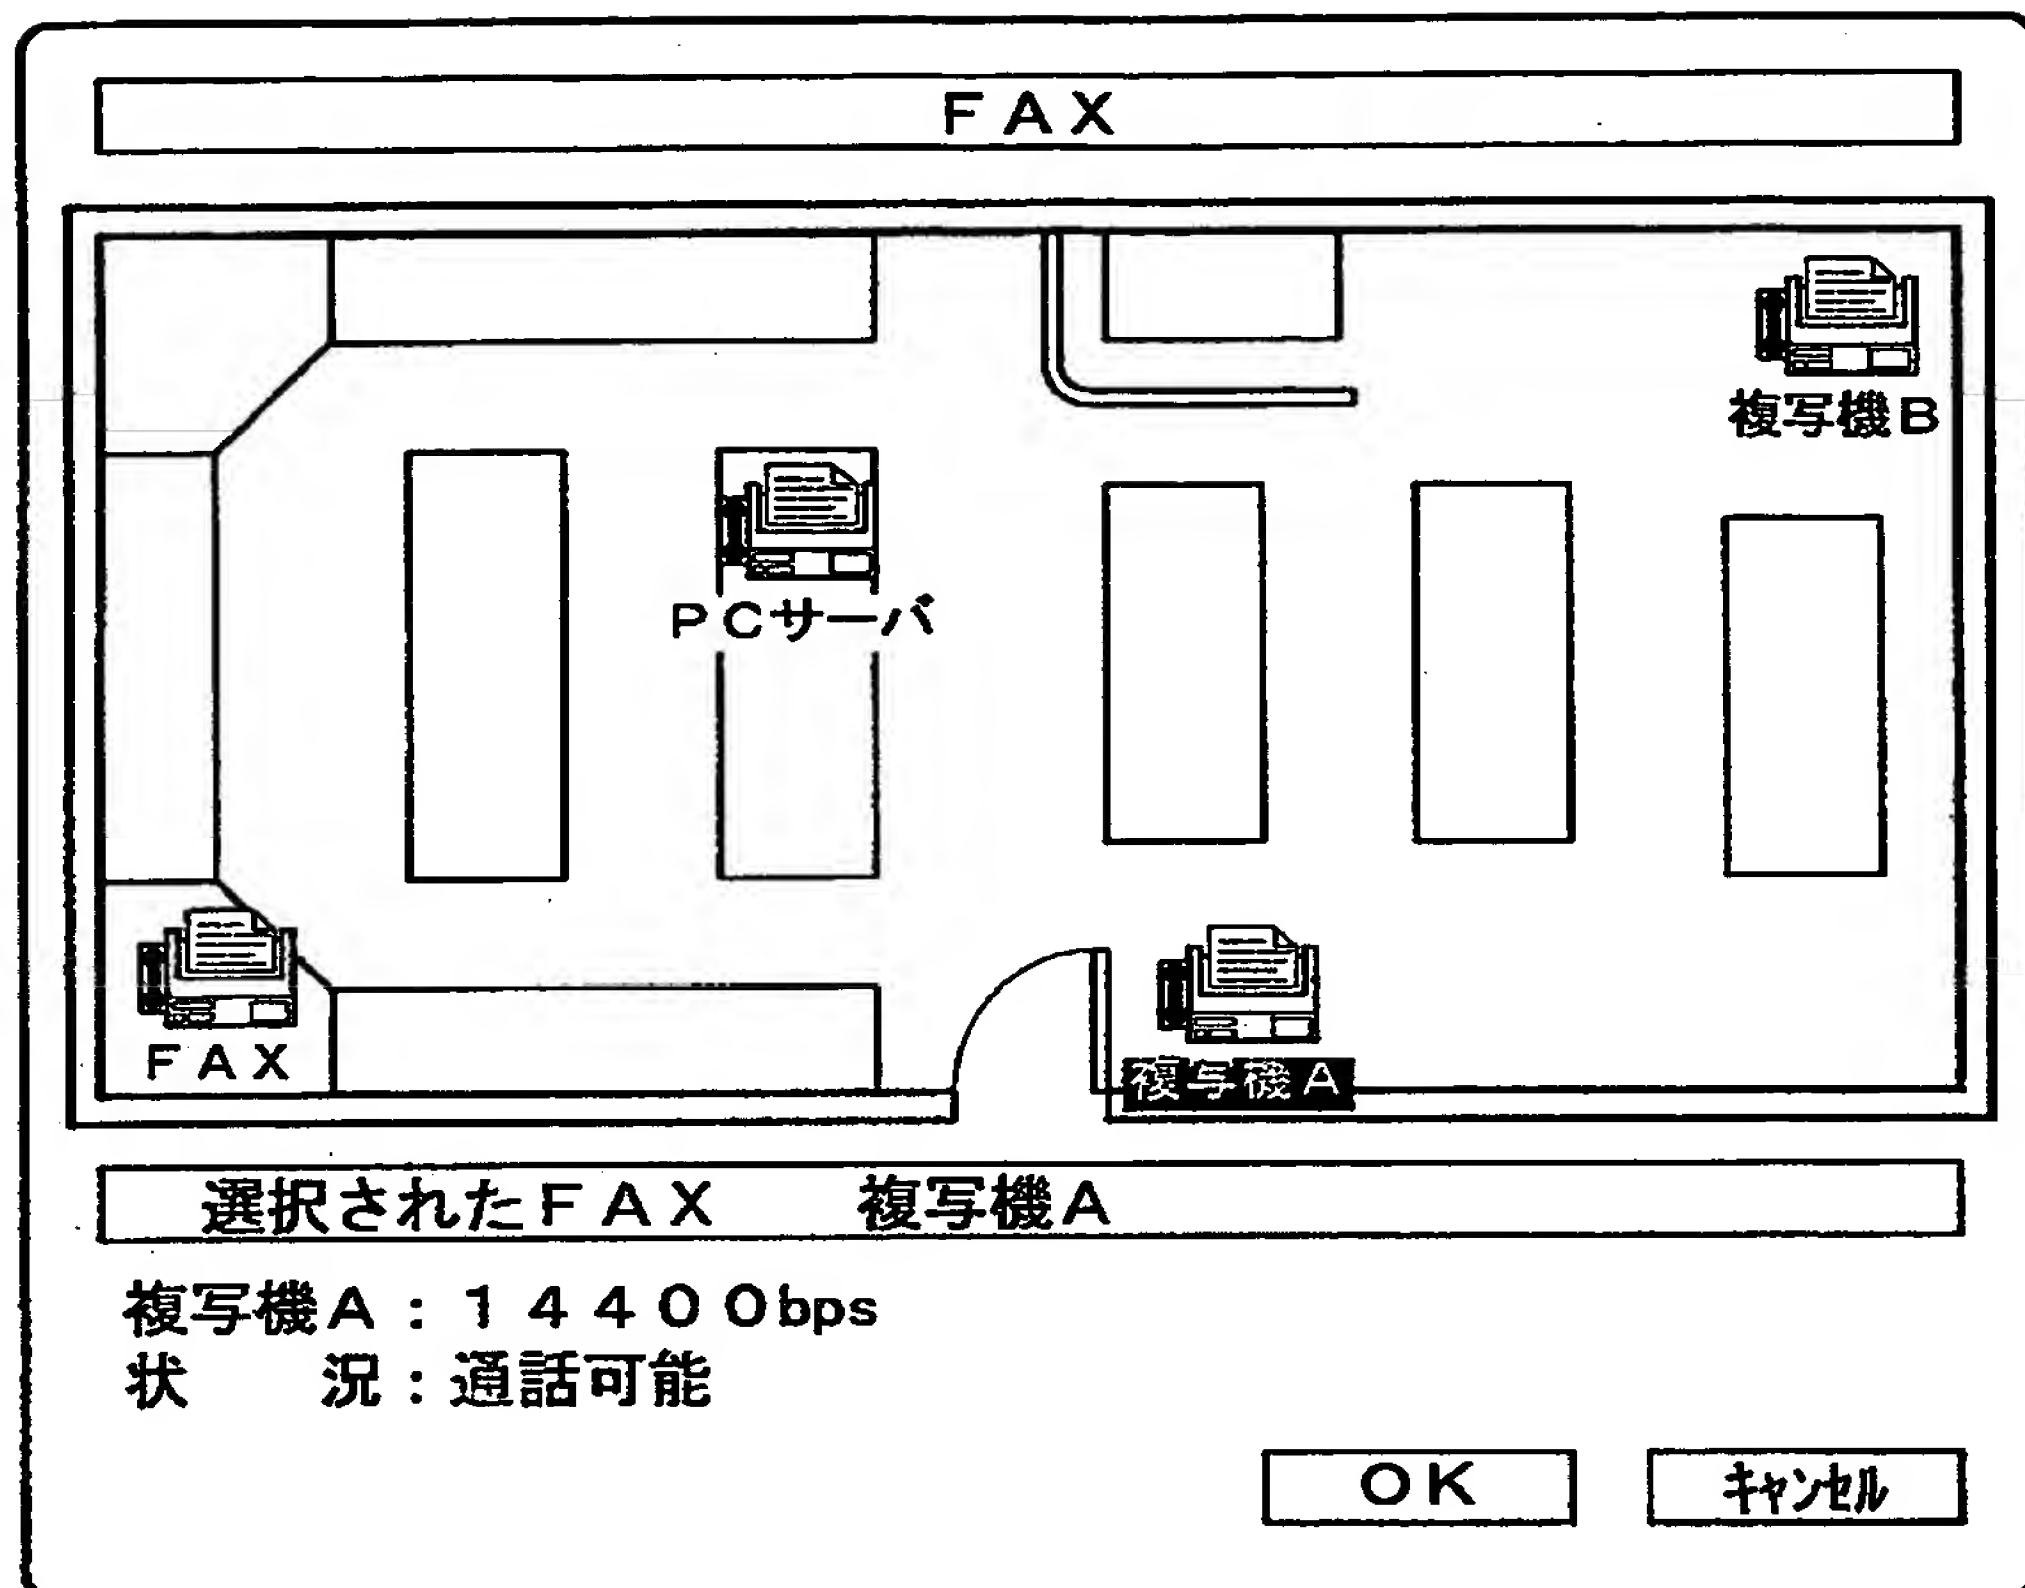 ＦＡＸ
複写機Ｂ
ＰＣサーバ
ＦＡＸ
複写機Ａ
選択されたＦＡＸ　複写機Ａ
複写機Ａ：１４４００bps
状　況：通話可能
ＯＫ
ｷｬﾝｾﾙ